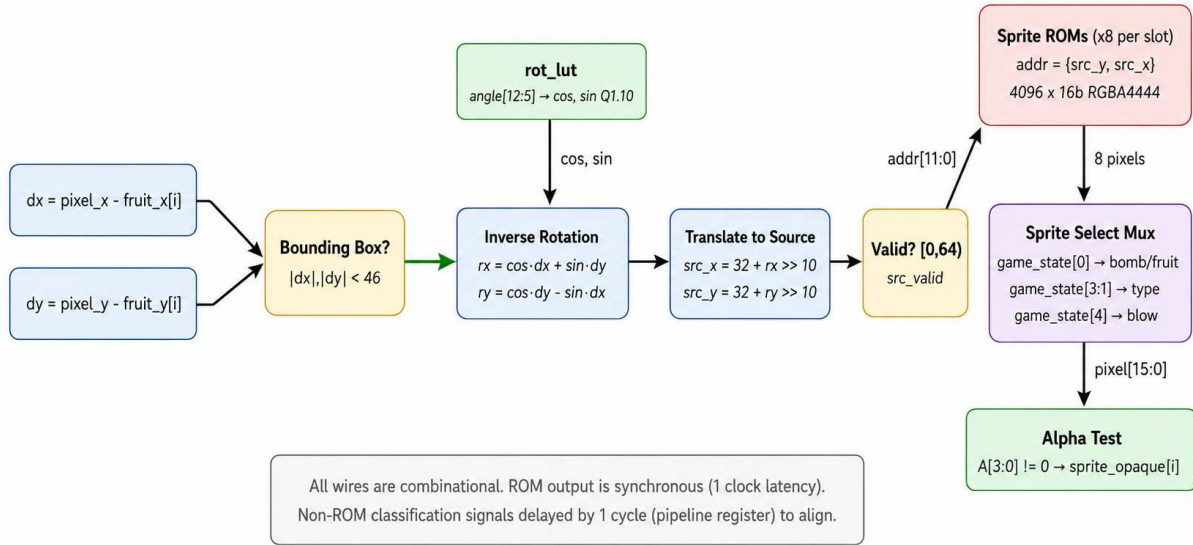 dx = pixel_x - fruit_x[i]
dy = pixel_y - fruit_y[i]
Bounding Box?
|dx|,|dy| < 46
rot_lut
angle[12:5] → cos, sin Q1.10
cos, sin
Inverse Rotation
rx = cos·dx + sin·dy
ry = cos·dy - sin·dx
Translate to Source
src_x = 32 + rx >> 10
src_y = 32 + ry >> 10
Valid? [0,64)
src_valid
addr[11:0]
Sprite ROMs (x8 per slot)
addr = {src_y, src_x}
4096 x 16b RGBA4444
8 pixels
Sprite Select Mux
game_state[0] → bomb/fruit
game_state[3:1] → type
game_state[4] → blow
pixel[15:0]
Alpha Test
A[3:0] != 0 → sprite_opaque[i]
All wires are combinational. ROM output is synchronous (1 clock latency).
Non-ROM classification signals delayed by 1 cycle (pipeline register) to align.